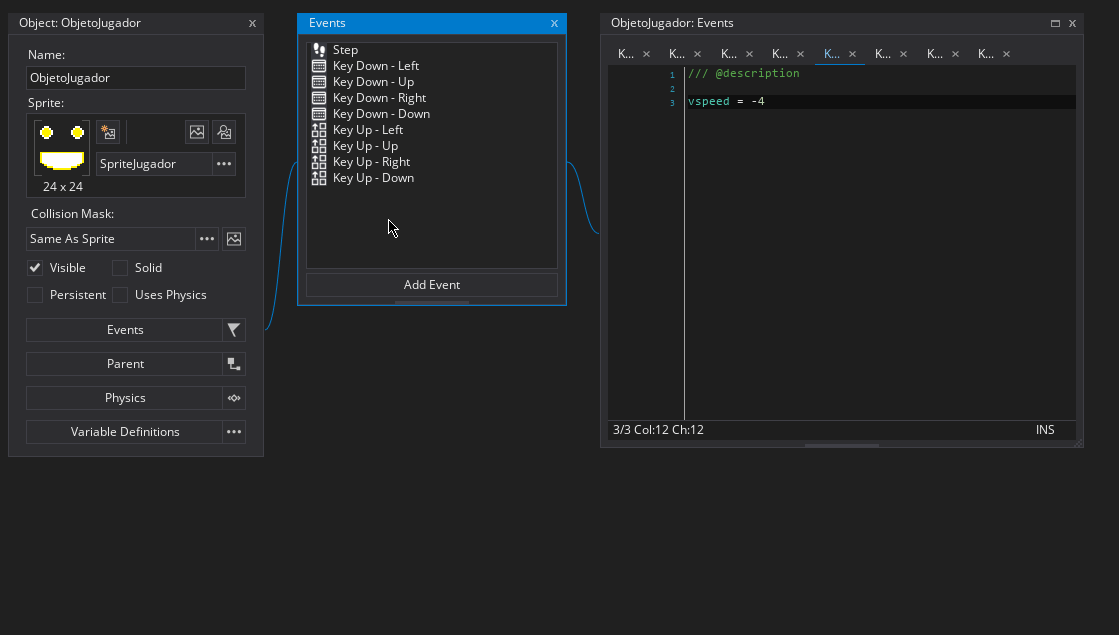 Object: ObjetoJugador
x
Name:
ObjetoJugador
Sprite:
SpriteJugador
24 x 24
Collision Mask:
Same As Sprite
Visible
Solid
Persistent
Uses Physics
Events
Parent
Physics
Variable Definitions
Events
x
Step
Key Down - Left
Key Down - Up
Key Down - Right
Key Down - Down
Key Up - Left
Key Up - Up
Key Up - Right
Key Up - Down
Add Event
ObjetoJugador: Events
x
K... × K... × K... × K... × K... × K... × K... × K... ×
1 /// @description
2
3 vspeed = -4
3/3 Col:12 Ch:12 INS